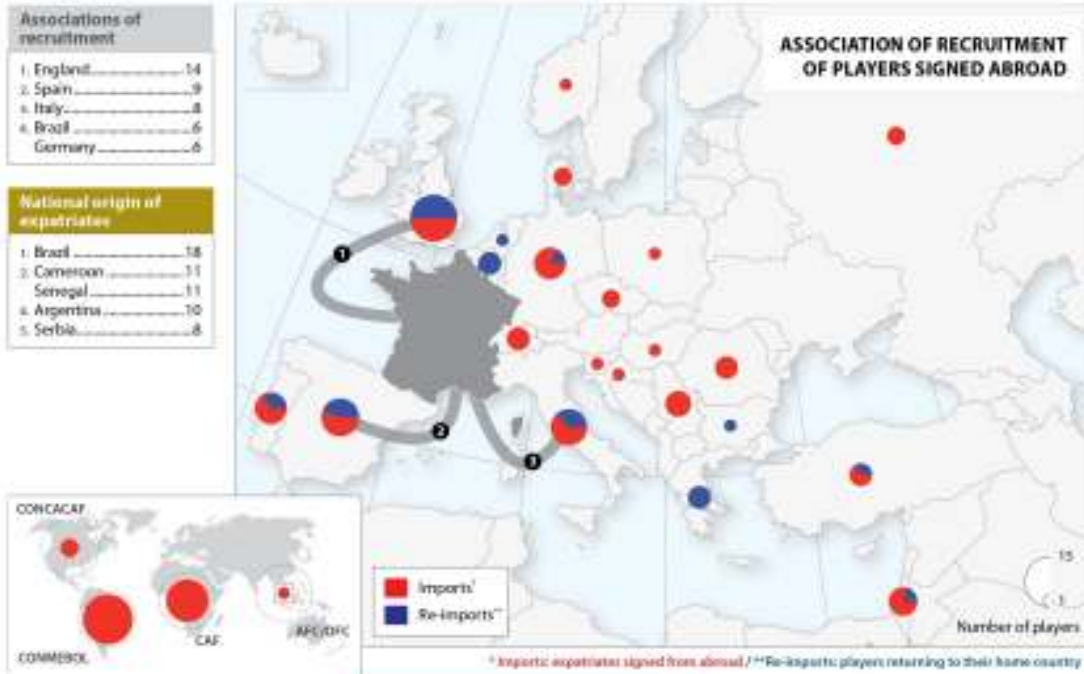 Associations of
recruitment
1. England 14
2. Spain 9
3. Italy 8
4. Brazil 6
Germany 6
National origin of
expatriates
1. Brazil 18
2. Cameroon 11
Senegal 11
4. Argentina 10
5. Serbia 8
ASSOCIATION OF RECRUITMENT
OF PLAYERS SIGNED ABROAD
1
2
3
CONCACAF
CONMEBOL
CAF
AFC/OFC
Imports*
Re-imports**
15
1
Number of players
* Imports: expatriates signed from abroad / **Re-imports: players returning to their home country